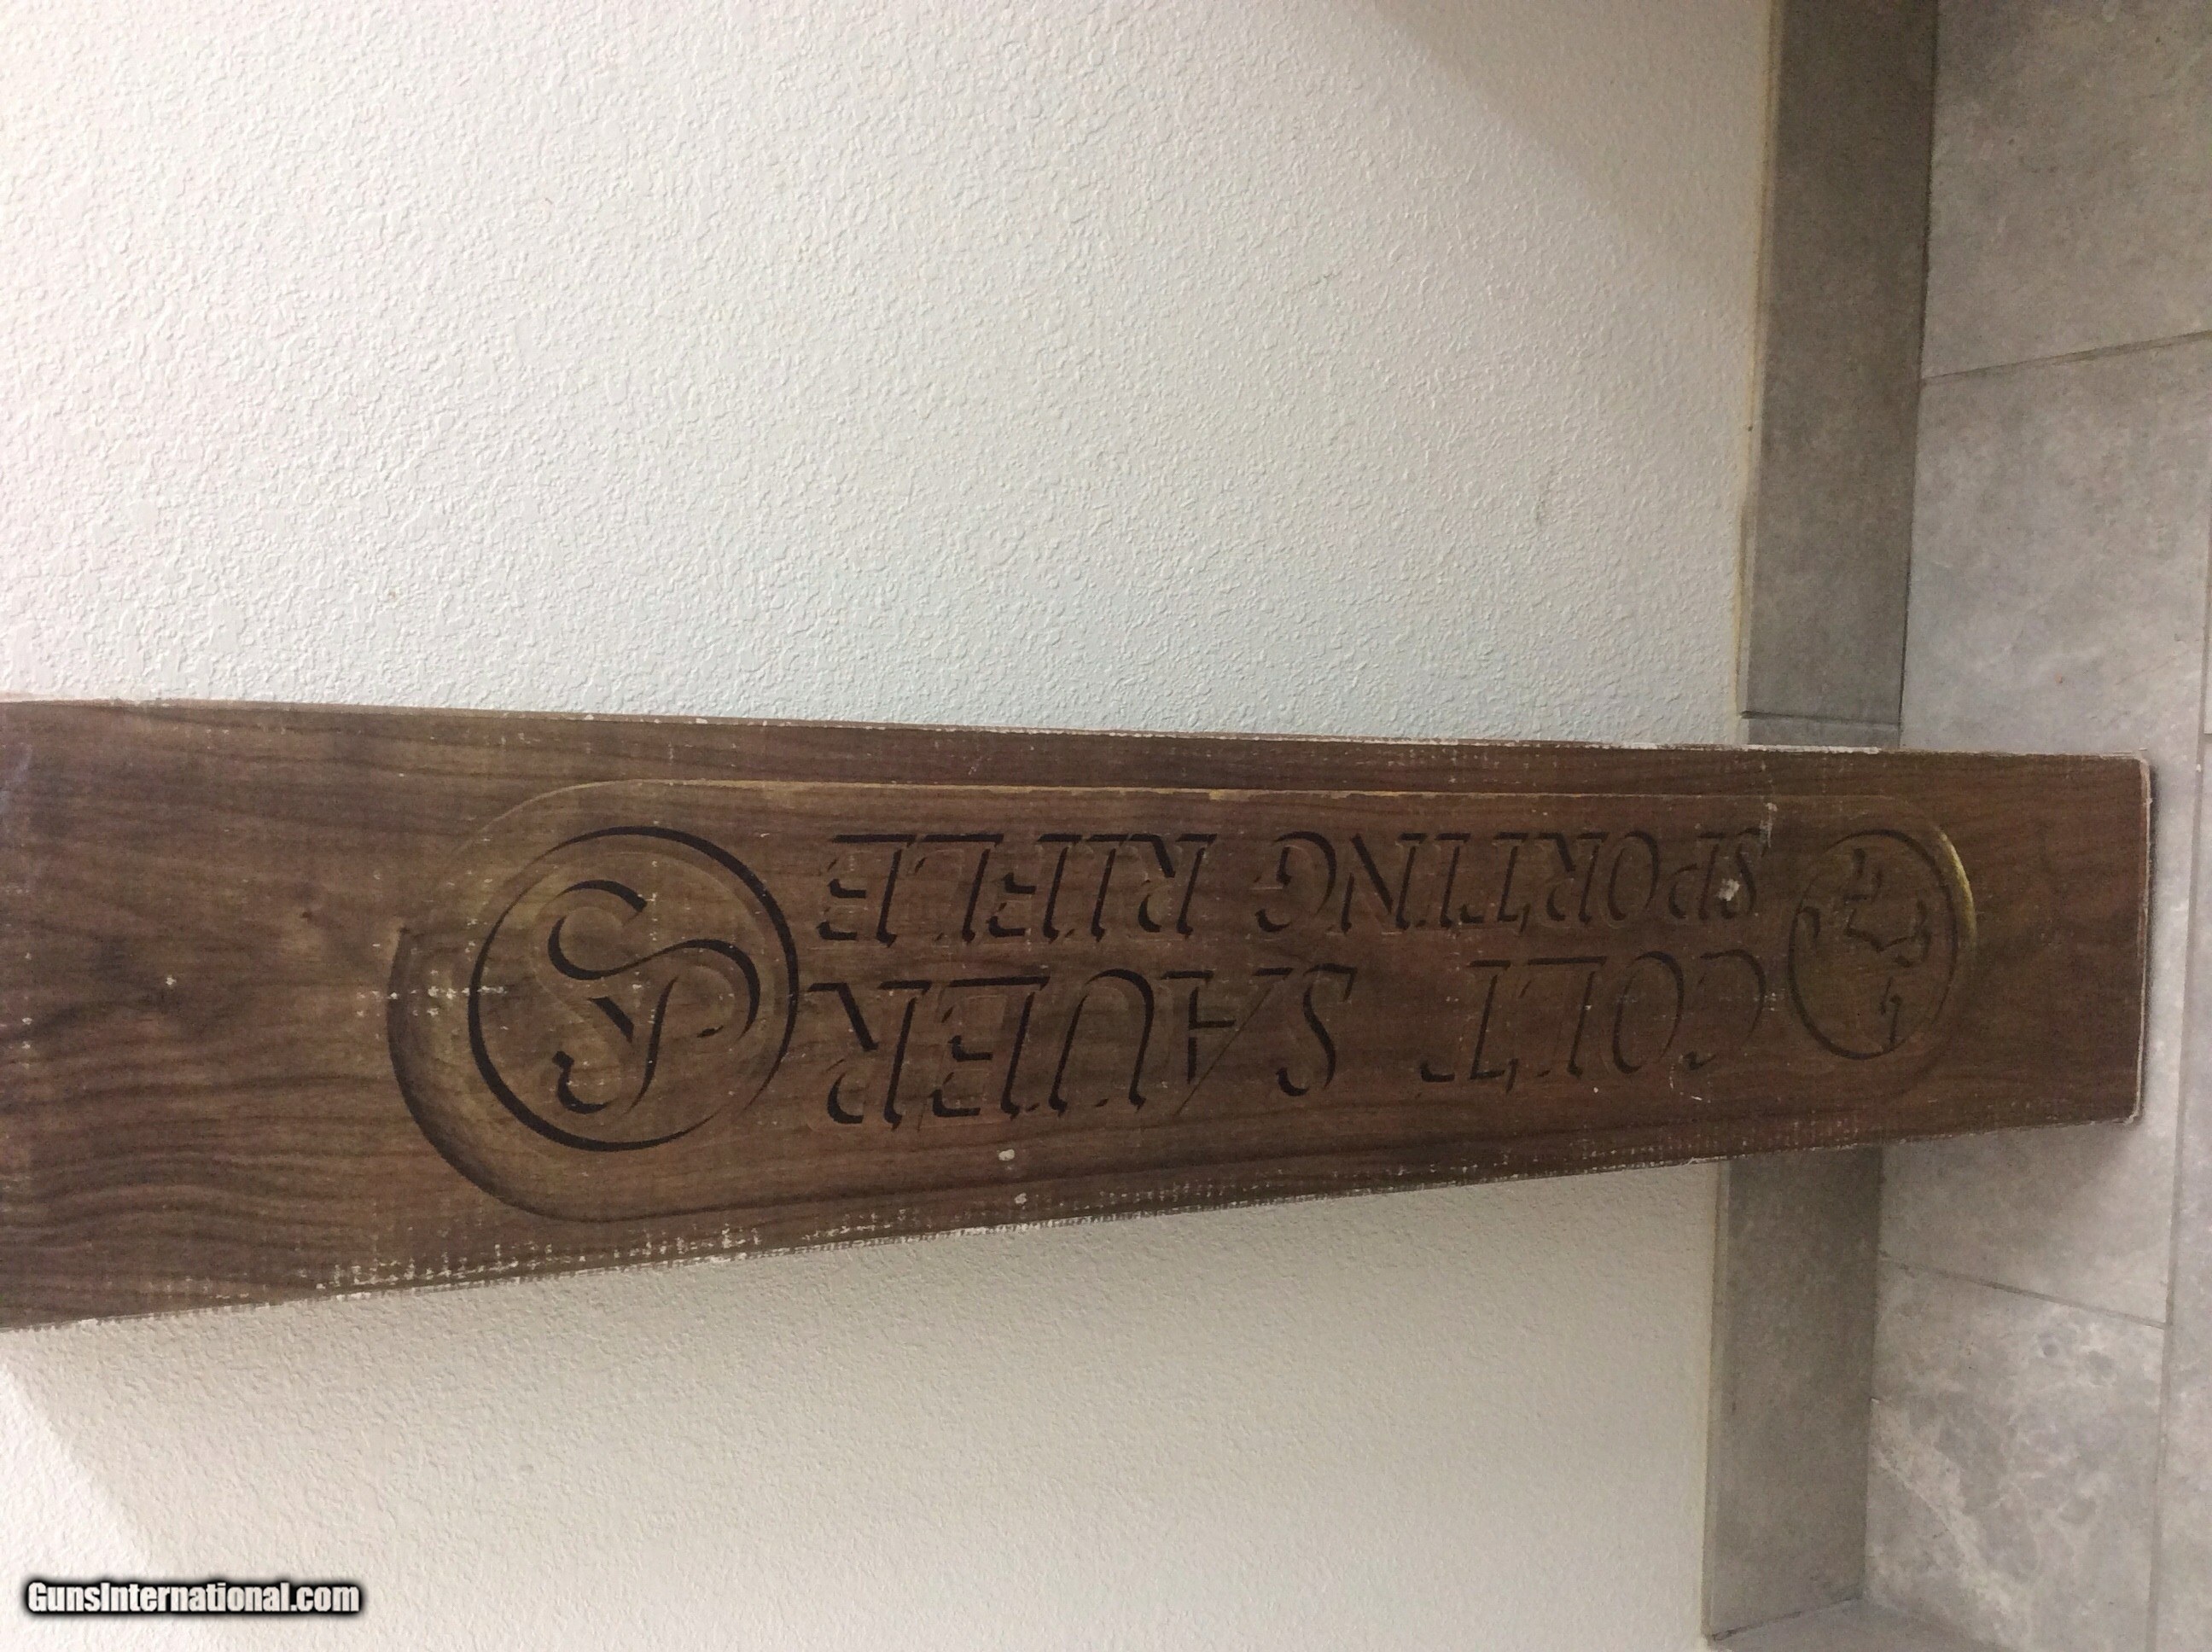 COLT SAUER
SPORTING RIFLE
GunsInternational.com